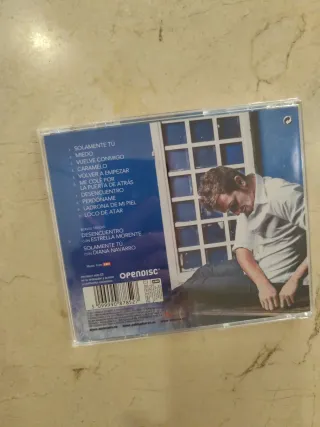 SOLAMENTE TÚ
MIEDO
VUELVE CONMIGO
CARAMELO
VOLVER A EMPEZAR
ME COLÉ POR
LA PUERTA DE ATRÁS
DESENCUENTRO
PERDÓNAME
LADRONA DE MI PIEL
LOCO DE ATAR
DESENCUENTRO
CON ESTRELLA MORENTE
SOLAMENTE TÚ
CON DIANA NAVARRO
OPENDISC